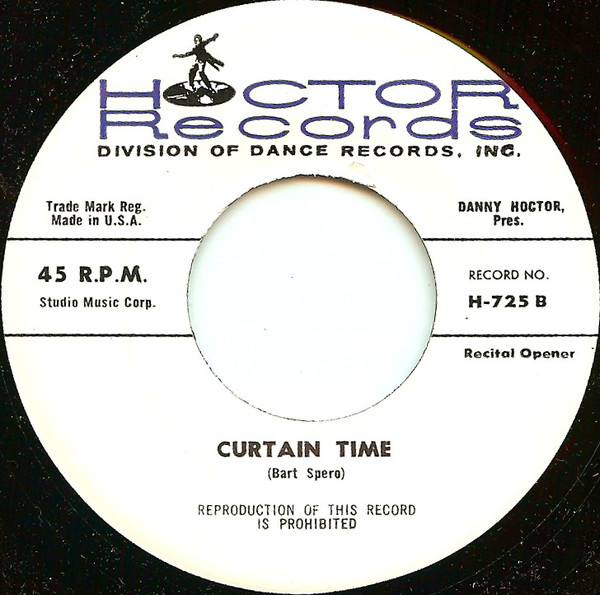 HOCTOR
Records
DIVISION OF DANCE RECORDS, INC.
Trade Mark Reg.
Made in U.S.A.
DANNY HOCTOR,
Pres.
45 R.P.M.
Studio Music Corp.
RECORD NO.
H-725 B
Recital Opener
CURTAIN TIME
(Bart Spero)
REPRODUCTION OF THIS RECORD
IS PROHIBITED